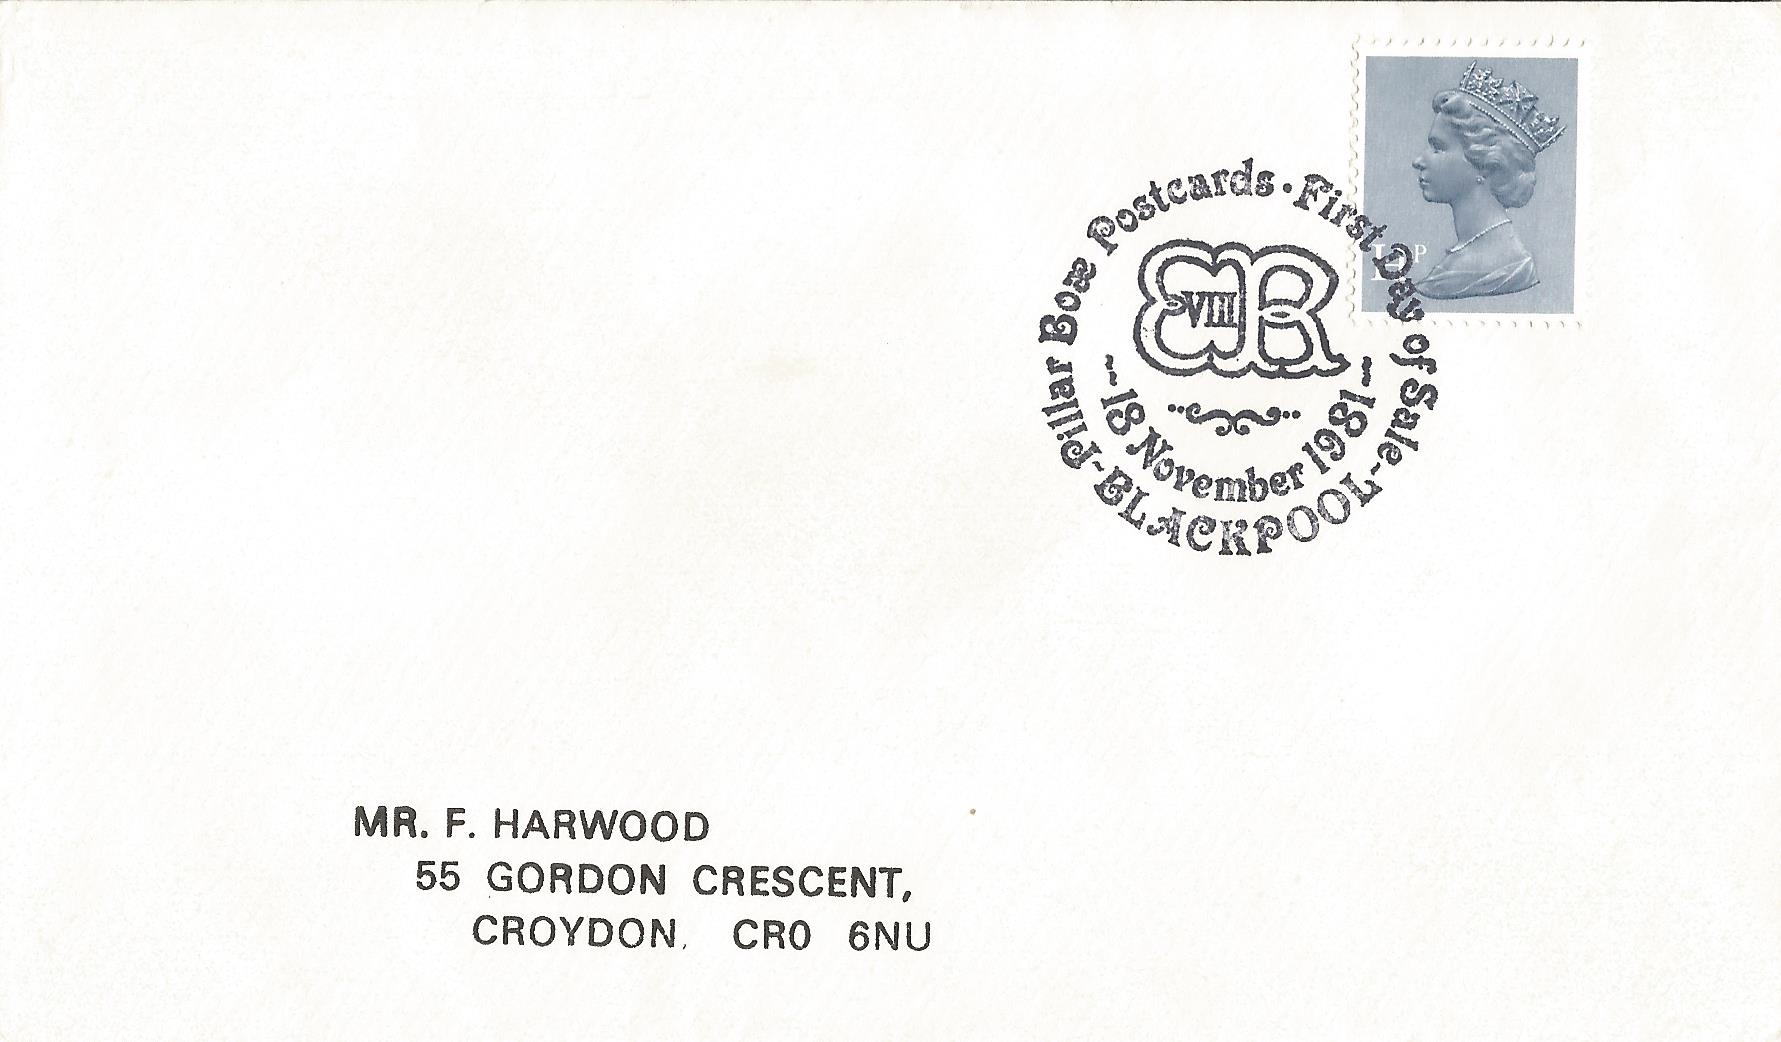 Pillar Box Postcards · First Day of Sale
E VIII R
~18 November 1981~
~BLACKPOOL~
P
MR. F. HARWOOD
55 GORDON CRESCENT,
CROYDON, CR0 6NU